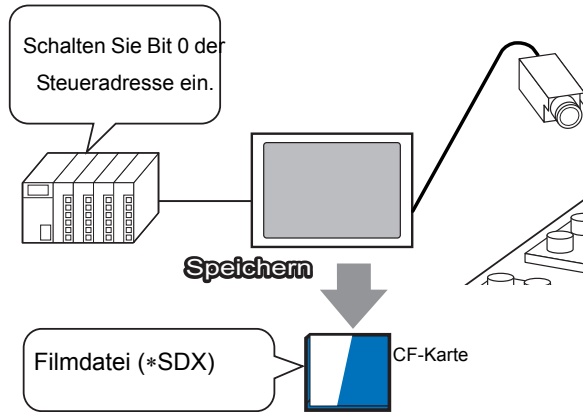 Schalten Sie Bit 0 der
Steueradresse ein.
Speichern
Filmdatei (*SDX)
CF-Karte